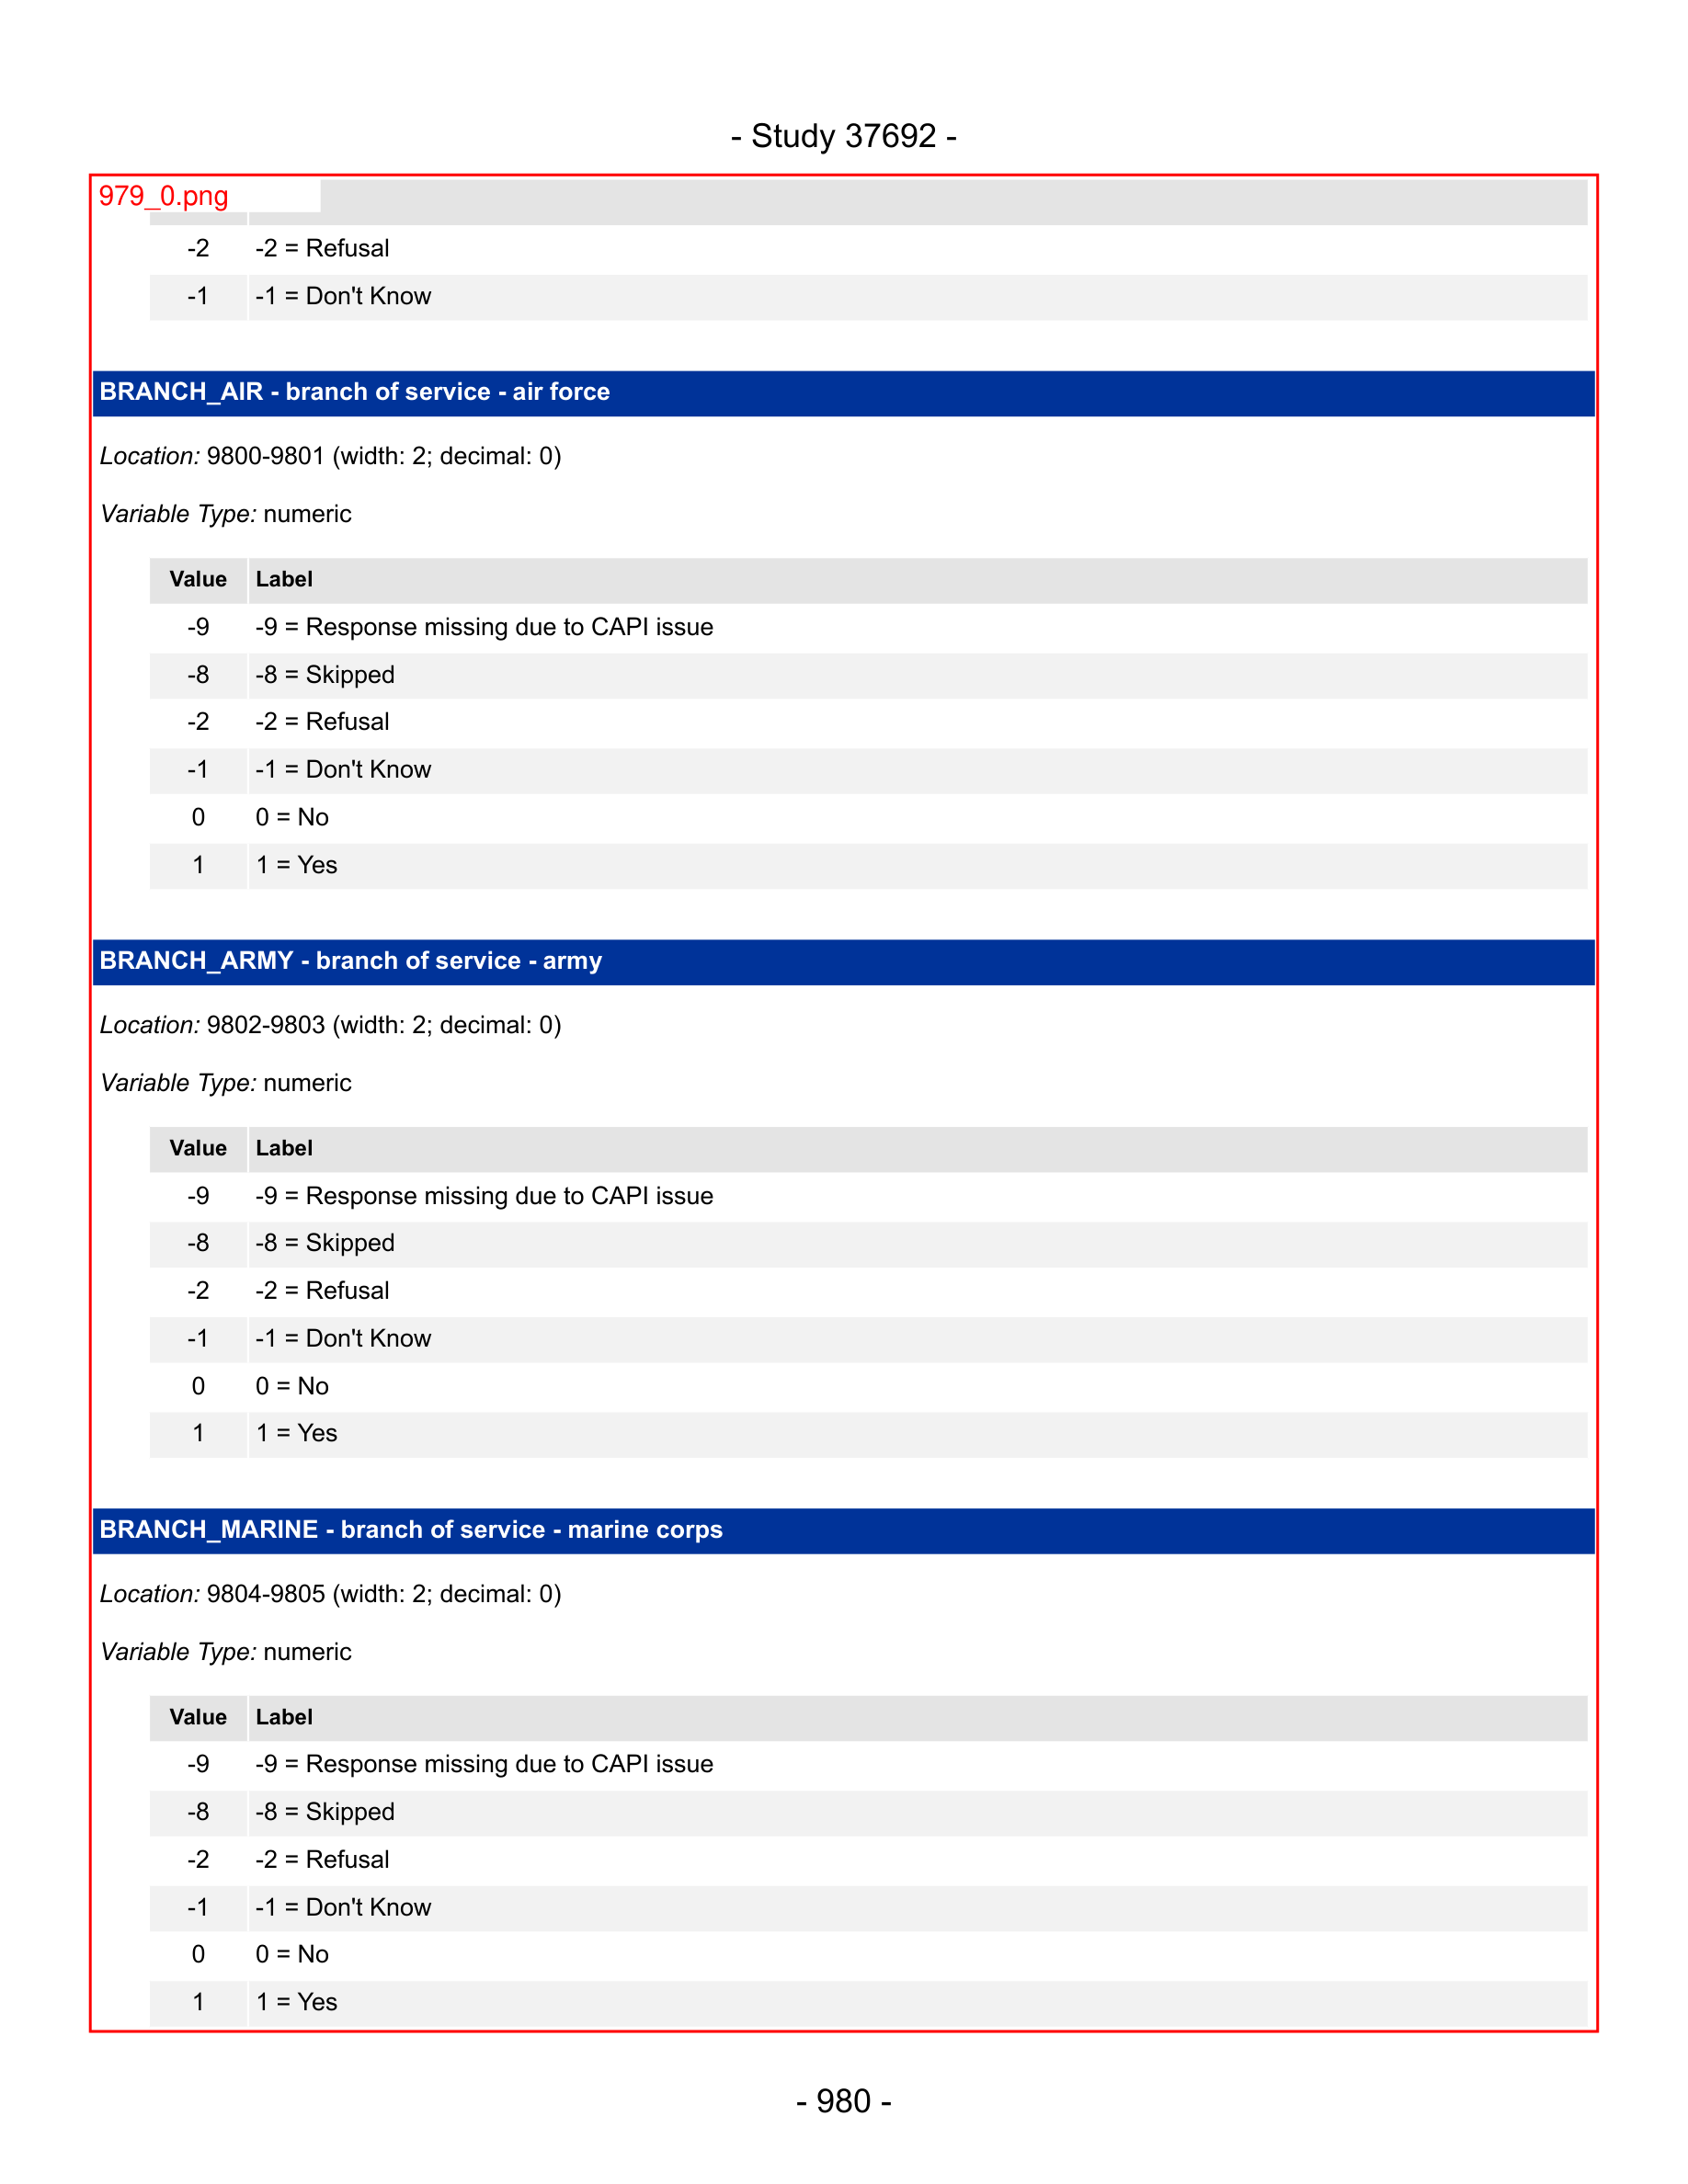 - Study 37692 -
979_0.png
-2 -2 = Refusal
-1 -1 = Don't Know
BRANCH_AIR - branch of service - air force
Location: 9800-9801 (width: 2; decimal: 0)
Variable Type: numeric
Value Label
-9 -9 = Response missing due to CAPI issue
-8 -8 = Skipped
-2 -2 = Refusal
-1 -1 = Don't Know
0 0 = No
1 1 = Yes
BRANCH_ARMY - branch of service - army
Location: 9802-9803 (width: 2; decimal: 0)
Variable Type: numeric
Value Label
-9 -9 = Response missing due to CAPI issue
-8 -8 = Skipped
-2 -2 = Refusal
-1 -1 = Don't Know
0 0 = No
1 1 = Yes
BRANCH_MARINE - branch of service - marine corps
Location: 9804-9805 (width: 2; decimal: 0)
Variable Type: numeric
Value Label
-9 -9 = Response missing due to CAPI issue
-8 -8 = Skipped
-2 -2 = Refusal
-1 -1 = Don't Know
0 0 = No
1 1 = Yes
- 980 -